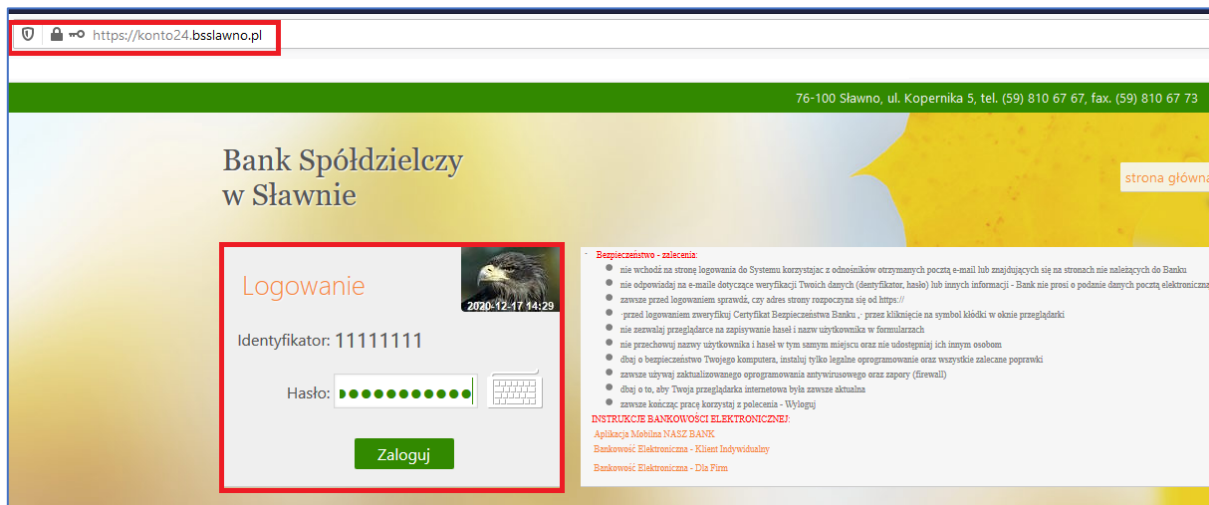 https://konto24.bsslawno.pl
76-100 Sławno, ul. Kopernika 5, tel. (59) 810 67 67, fax. (59) 810 67 73
Bank Spółdzielczy
w Sławnie
strona główna
Logowanie
2020-12-17 14:29
Identyfikator: 11111111
Hasło:
Zaloguj
Bezpieczeństwo - zalecenia:
nie wchodź na stronę logowania do Systemu korzystajac z odnośników otrzymanych pocztą e-mail lub znajdujących się na stronach nie należących do Banku
nie odpowiadaj na e-maile dotyczące weryfikacji Twoich danych (dentyfikator, hasło) lub innych informacji - Bank nie prosi o podanie danych pocztą elektroniczna
zawsze przed logowaniem sprawdź, czy adres strony rozpoczyna się od https://
-przed logowaniem zweryfikuj Certyfikat Bezpieczeństwa Banku ,- przez kliknięcie na symbol kłódki w oknie przeglądarki
nie zezwalaj przeglądarce na zapisywanie haseł i nazw użytkownika w formularzach
nie przechowuj nazwy użytkownika i haseł w tym samym miejscu oraz nie udostępniaj ich innym osobom
dbaj o bezpieczeństwo Twojego komputera, instaluj tylko legalne oprogramowanie oraz wszystkie zalecane poprawki
zawsze używaj zaktualizowanego oprogramowania antywirusowego oraz zapory (firewall)
dbaj o to, aby Twoja przeglądarka internetowa była zawsze aktualna
zawsze kończąc pracę korzystaj z polecenia - Wyloguj
INSTRUKCJE BANKOWOŚCI ELEKTRONICZNEJ:
Aplikacja Mobilna NASZ BANK
Bankowość Elektroniczna - Klient Indywidualny
Bankowość Elektroniczna - Dla Firm